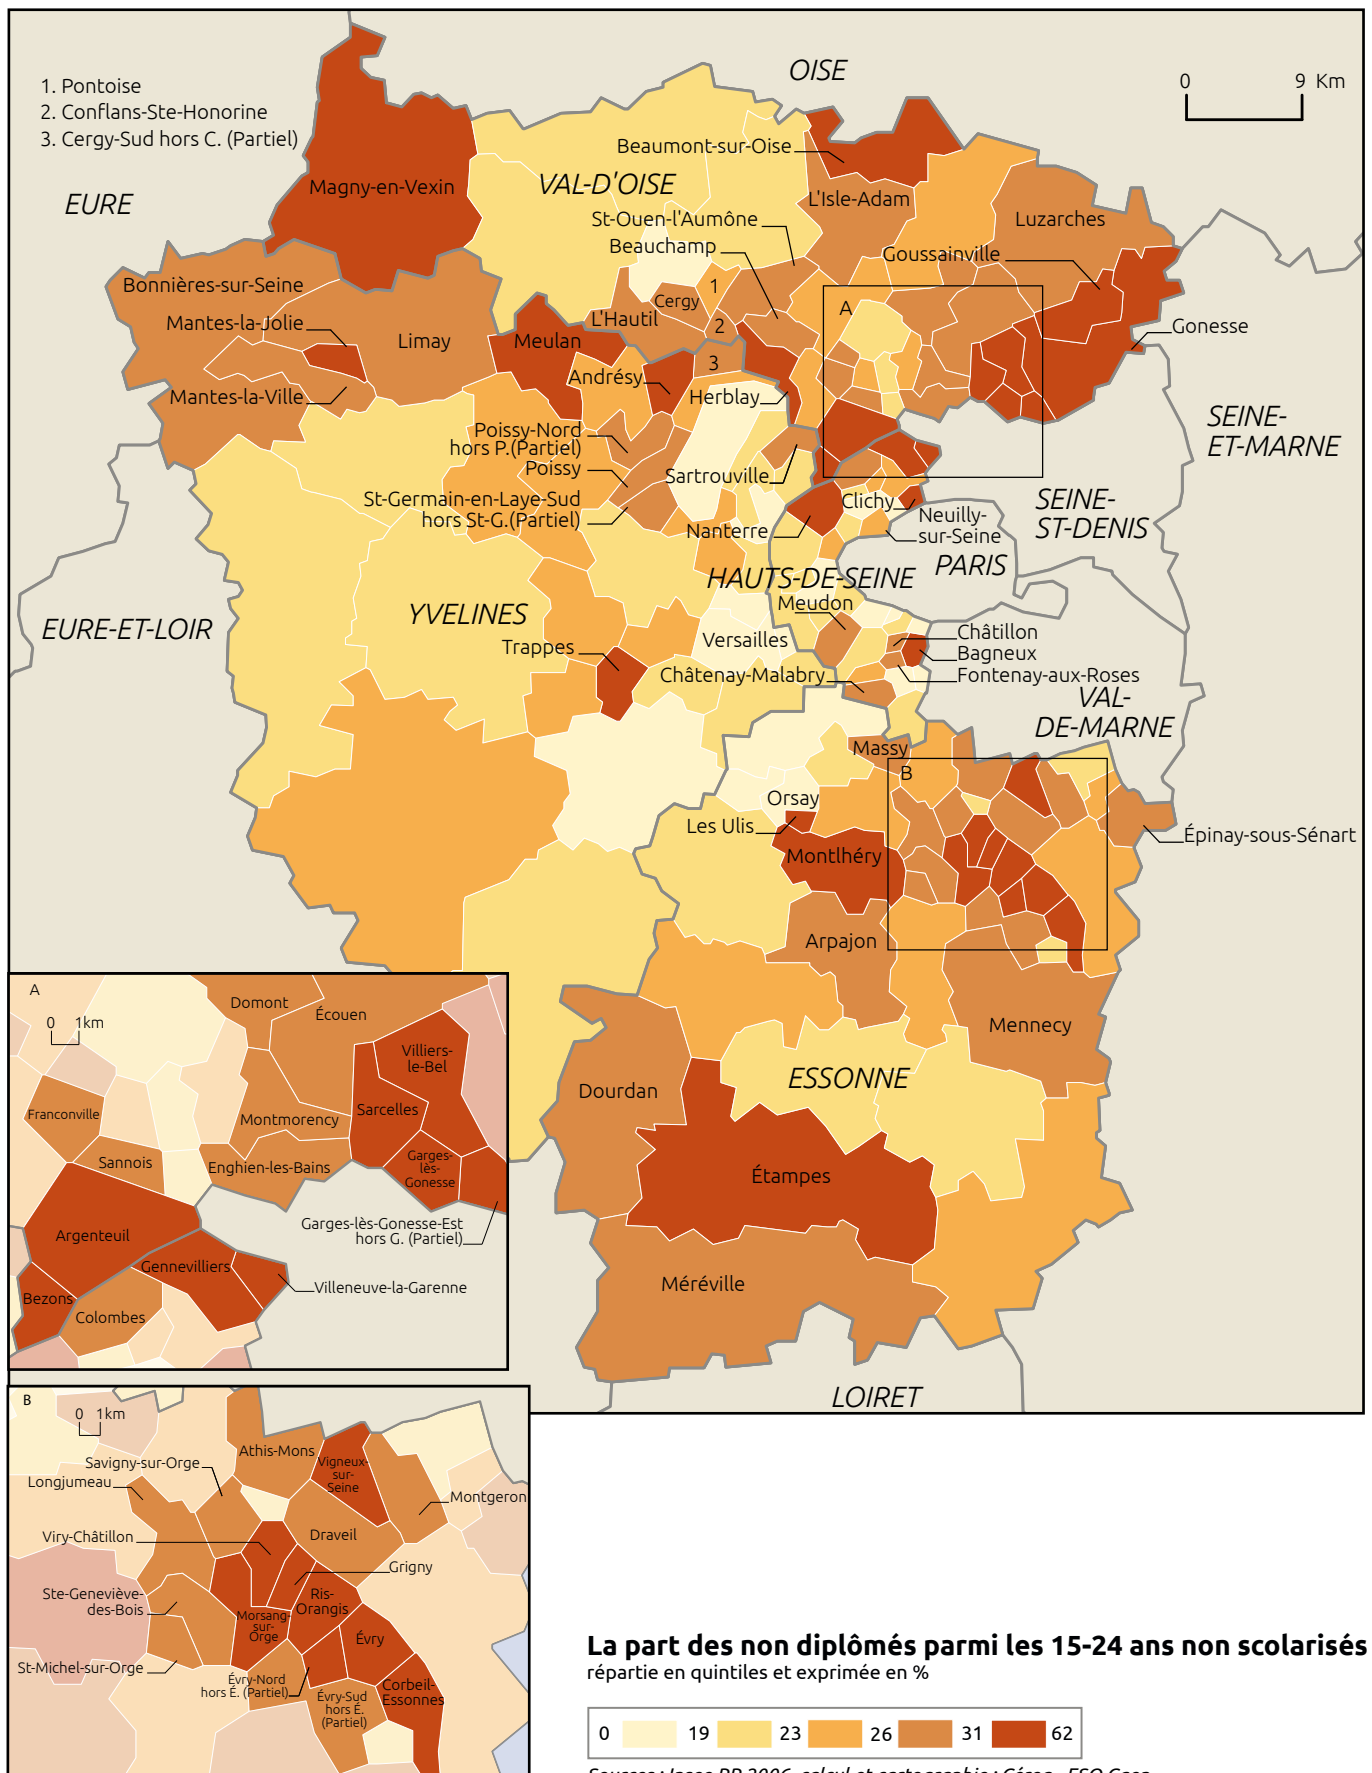 OISE
0 9 Km
1. Pontoise
2. Conflans-Ste-Honorine
3. Cergy-Sud hors C. (Partiel)
EURE
Magny-en-Vexin
VAL-D'OISE
Beaumont-sur-Oise
L'Isle-Adam
St-Ouen-l'Aumône
Beauchamp
Luzarches
Goussainville
Bonnières-sur-Seine
Mantes-la-Jolie
Limay
Mantes-la-Ville
L'Hautil
Cergy
1
2
3
A
Gonesse
Meulan
Andrésy
Herblay
SEINE-
ET-MARNE
Poissy-Nord
hors P.(Partiel)
Poissy
Sartrouville
St-Germain-en-Laye-Sud
hors St-G.(Partiel)
Clichy
Nanterre
Neuilly-
sur-Seine
SEINE-
ST-DENIS
PARIS
HAUTS-DE-SEINE
Meudon
YVELINES
EURE-ET-LOIR
Trappes
Versailles
Châtillon
Bagneux
Fontenay-aux-Roses
Châtenay-Malabry
VAL-
DE-MARNE
Massy
B
Orsay
Les Ulis
Montlhéry
Épinay-sous-Sénart
Arpajon
Mennecy
ESSONNE
Dourdan
Étampes
Méréville
LOIRET
A
0 1km
Domont
Écouen
Villiers-
le-Bel
Franconville
Montmorency
Sarcelles
Sannois
Enghien-les-Bains
Garges-
lès-
Gonesse
Argenteuil
Garges-lès-Gonesse-Est
hors G. (Partiel)
Gennevilliers
Villeneuve-la-Garenne
Bezons
Colombes
B
0 1km
Athis-Mons
Savigny-sur-Orge
Vigneux-
sur-
Seine
Longjumeau
Montgeron
Viry-Châtillon
Draveil
Grigny
Ste-Geneviève-
des-Bois
Ris-
Orangis
Morsang-
sur-
Orge
Évry
St-Michel-sur-Orge
Évry-Nord
hors É. (Partiel)
Évry-Sud
hors É.
(Partiel)
Corbeil-
Essonnes
La part des non diplômés parmi les 15-24 ans non scolarisés
répartie en quintiles et exprimée en %
0 19 23 26 31 62